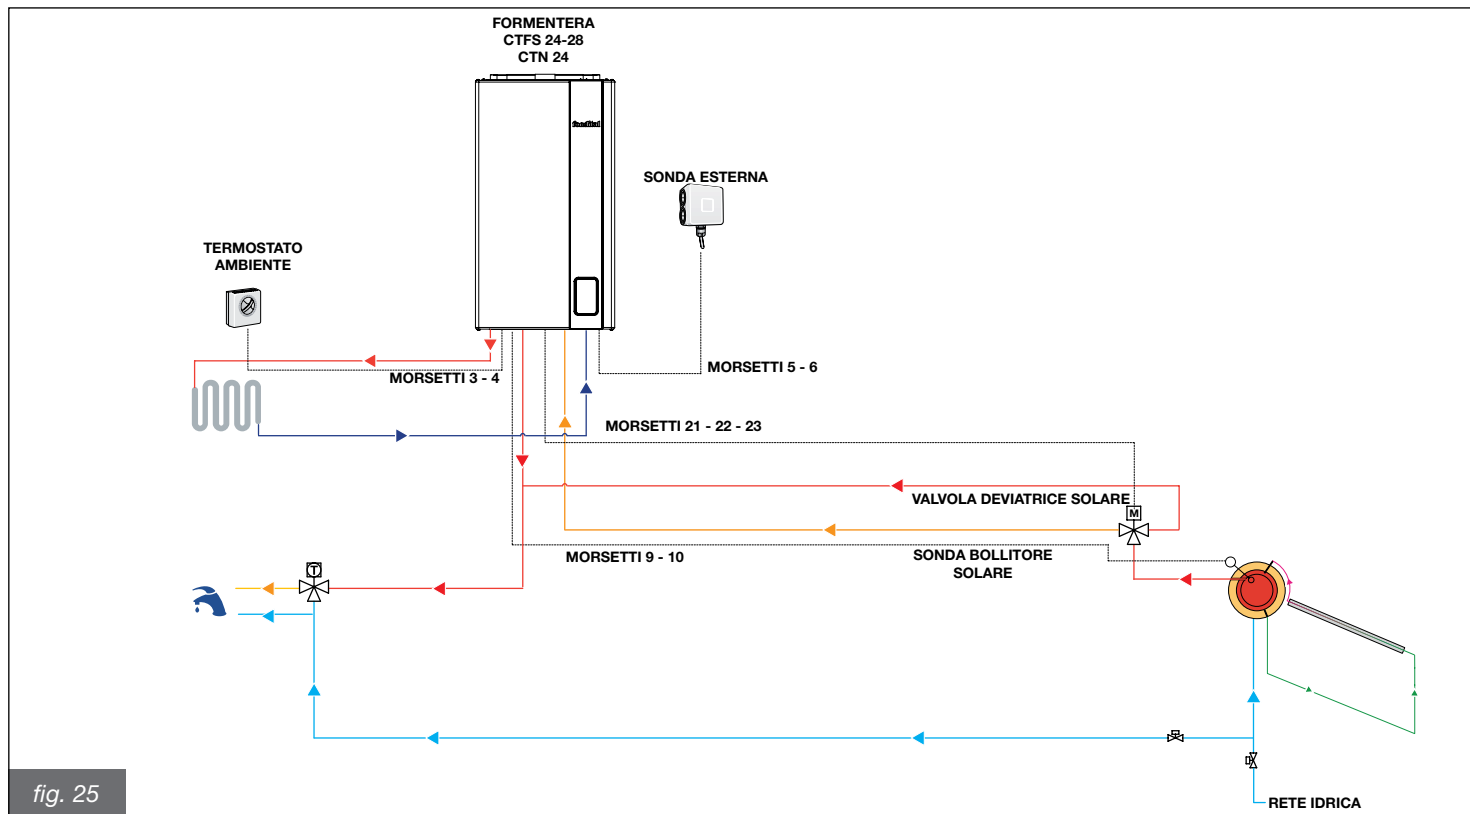 FORMENTERA
CTFS 24-28
CTN 24
SONDA ESTERNA
TERMOSTATO
AMBIENTE
MORSETTI 3 - 4
MORSETTI 5 - 6
MORSETTI 21 - 22 - 23
VALVOLA DEVIATRICE SOLARE
M
MORSETTI 9 - 10
SONDA BOLLITORE
SOLARE
T
RETE IDRICA
fig. 25